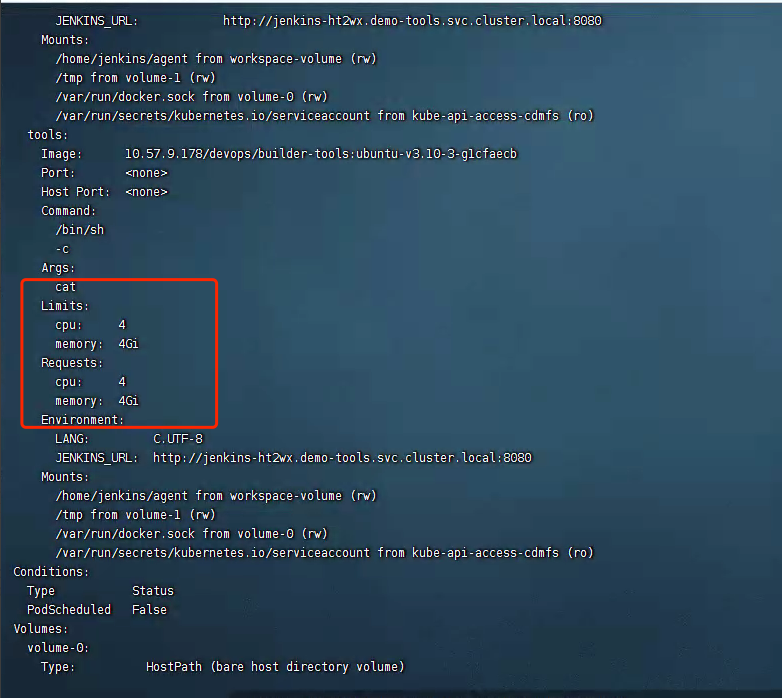 JENKINS_URL: http://jenkins-ht2wx.demo-tools.svc.cluster.local:8080
Mounts:
/home/jenkins/agent from workspace-volume (rw)
/tmp from volume-1 (rw)
/var/run/docker.sock from volume-0 (rw)
/var/run/secrets/kubernetes.io/serviceaccount from kube-api-access-cdmfs (ro)
tools:
Image: 10.57.9.178/devops/builder-tools:ubuntu-v3.10-3-g1cfaecb
Port: <none>
Host Port: <none>
Command:
/bin/sh
-c
Args:
cat
Limits:
cpu: 4
memory: 4Gi
Requests:
cpu: 4
memory: 4Gi
Environment:
LANG: C.UTF-8
JENKINS_URL: http://jenkins-ht2wx.demo-tools.svc.cluster.local:8080
Mounts:
/home/jenkins/agent from workspace-volume (rw)
/tmp from volume-1 (rw)
/var/run/docker.sock from volume-0 (rw)
/var/run/secrets/kubernetes.io/serviceaccount from kube-api-access-cdmfs (ro)
Conditions:
Type Status
PodScheduled False
Volumes:
volume-0:
Type: HostPath (bare host directory volume)